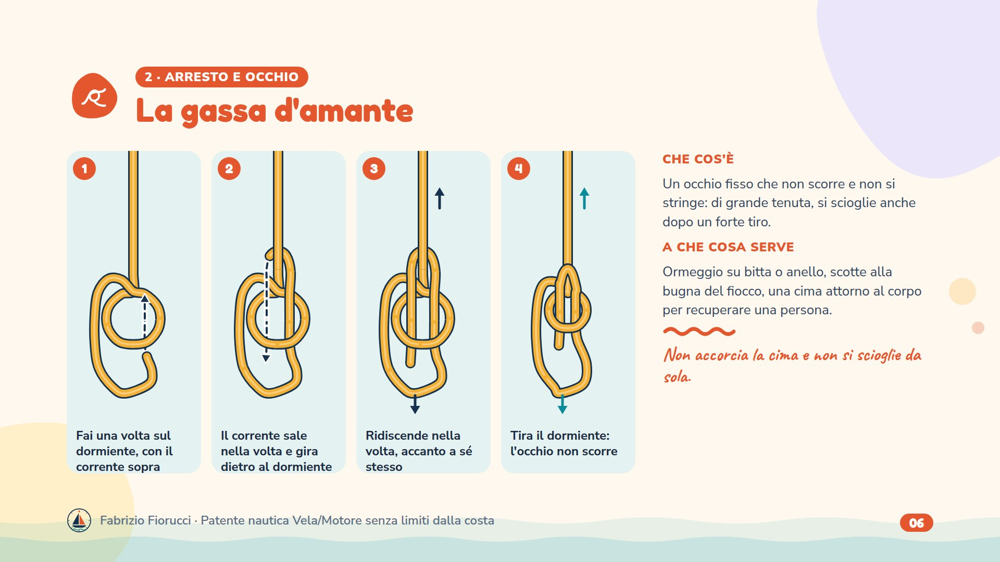 2 · ARRESTO E OCCHIO
La gassa d'amante
1
Fai una volta sul
dormiente, con il
corrente sopra
2
Il corrente sale
nella volta e gira
dietro al dormiente
3
Ridiscende nella
volta, accanto a sé
stesso
4
Tira il dormiente:
l'occhio non scorre
CHE COS'È
Un occhio fisso che non scorre e non si
stringe: di grande tenuta, si scioglie anche
dopo un forte tiro.
A CHE COSA SERVE
Ormeggio su bitta o anello, scotte alla
bugna del fiocco, una cima attorno al corpo
per recuperare una persona.
Non accorcia la cima e non si scioglie da
sola.
Fabrizio Fiorucci · Patente nautica Vela/Motore senza limiti dalla costa
06